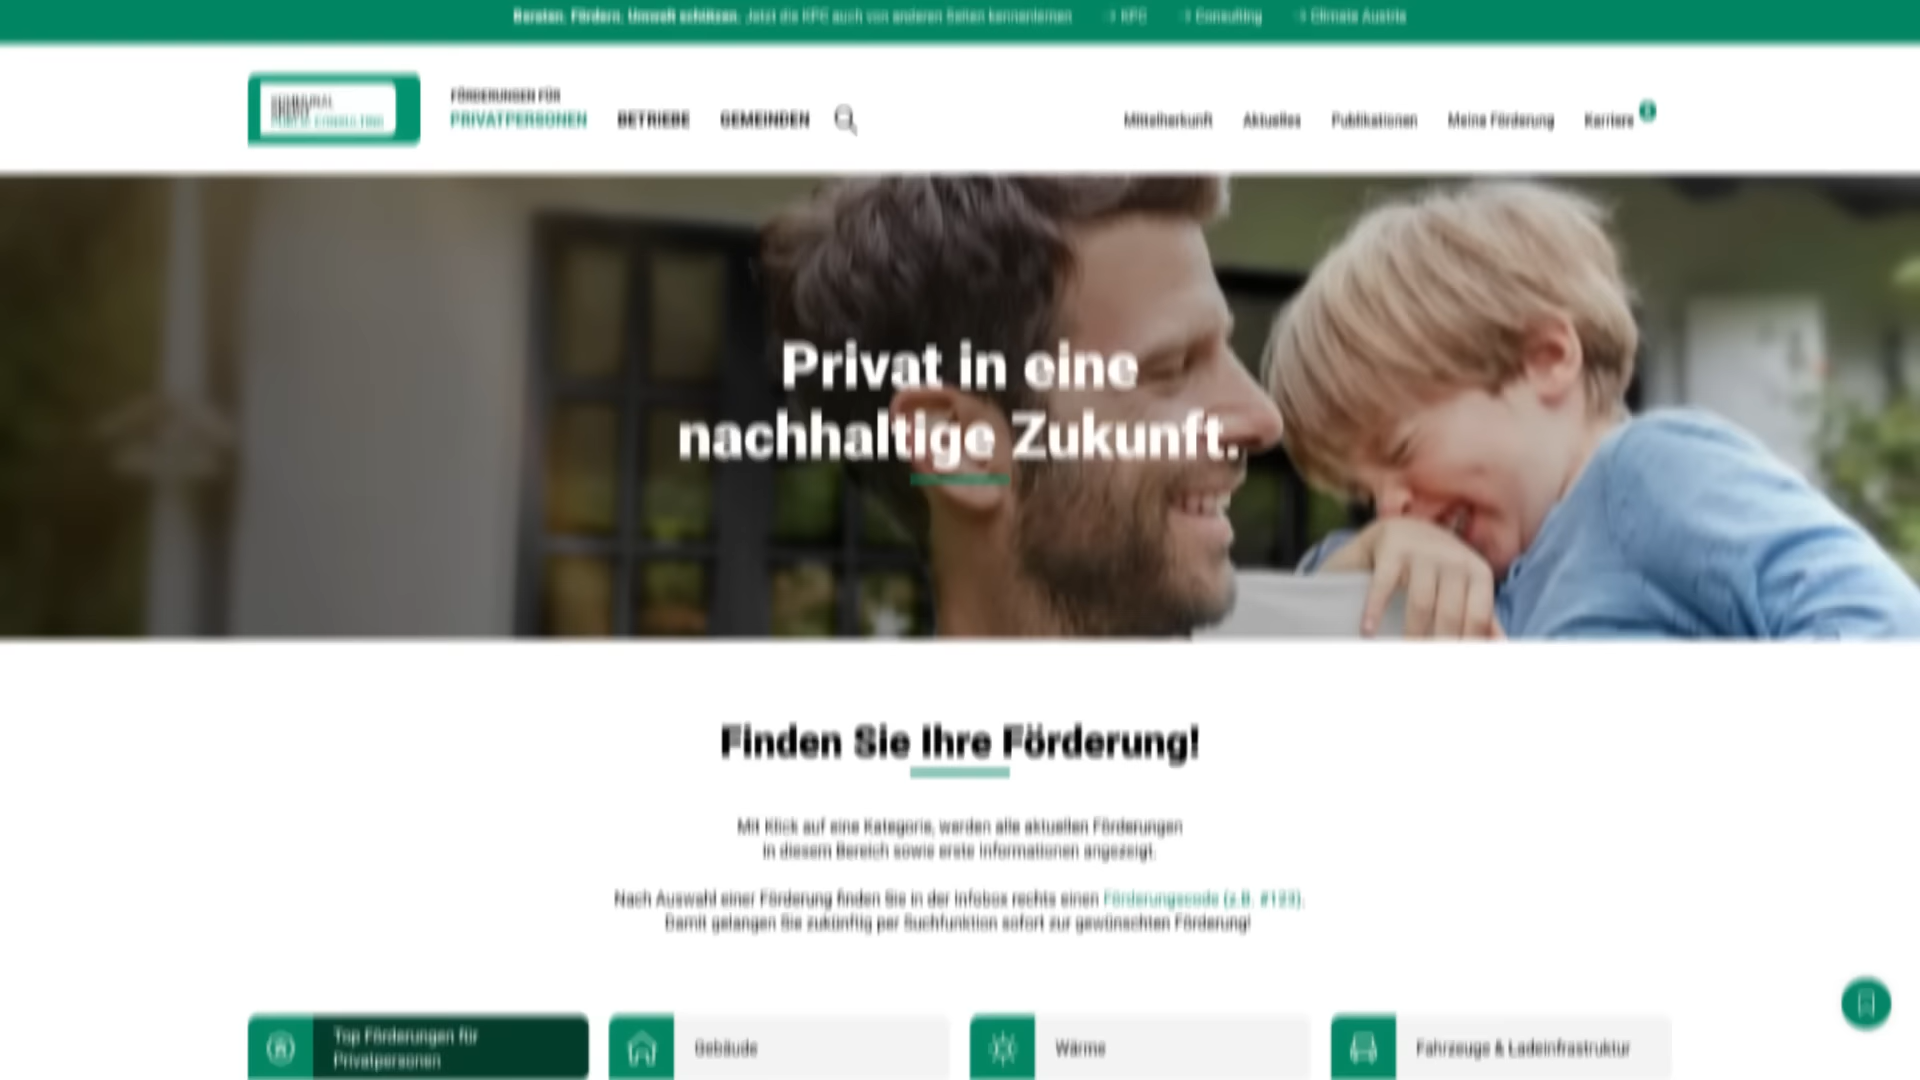 Beraten. Fördern. Umwelt schützen. Jetzt die KPC auch von anderen Seiten kennenlernen → KPC → Consulting → Climate Austria
KOMMUNAL
KREDIT
PUBLIC CONSULTING
FÖRDERUNGEN FÜR
PRIVATPERSONEN BETRIEBE GEMEINDEN
Mittelherkunft Aktuelles Publikationen Meine Förderung Karriere
Privat in eine
nachhaltige Zukunft.
Finden Sie Ihre Förderung!
Mit Klick auf eine Kategorie, werden alle aktuellen Förderungen
in diesem Bereich sowie erste Informationen angezeigt.
Nach Auswahl einer Förderung finden Sie in der Infobox rechts einen Förderungscode (z.B. #123).
Damit gelangen Sie zukünftig per Suchfunktion sofort zur gewünschten Förderung!
Top Förderungen für
Privatpersonen
Gebäude
Wärme
Fahrzeuge & Ladeinfrastruktur